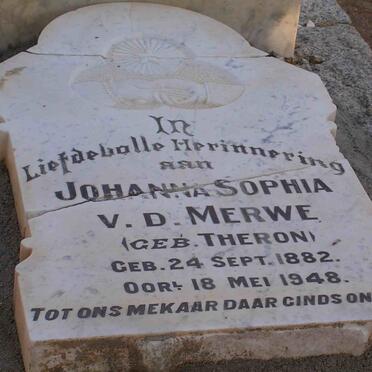 In
Liefdevolle Herinnering
aan
JOHANNA SOPHIA
V. D. MERWE
(GEB. THERON)
GEB. 24 SEPT. 1882.
OORL 18 MEI 1948.
TOT ONS MEKAAR DAAR GINDS ON